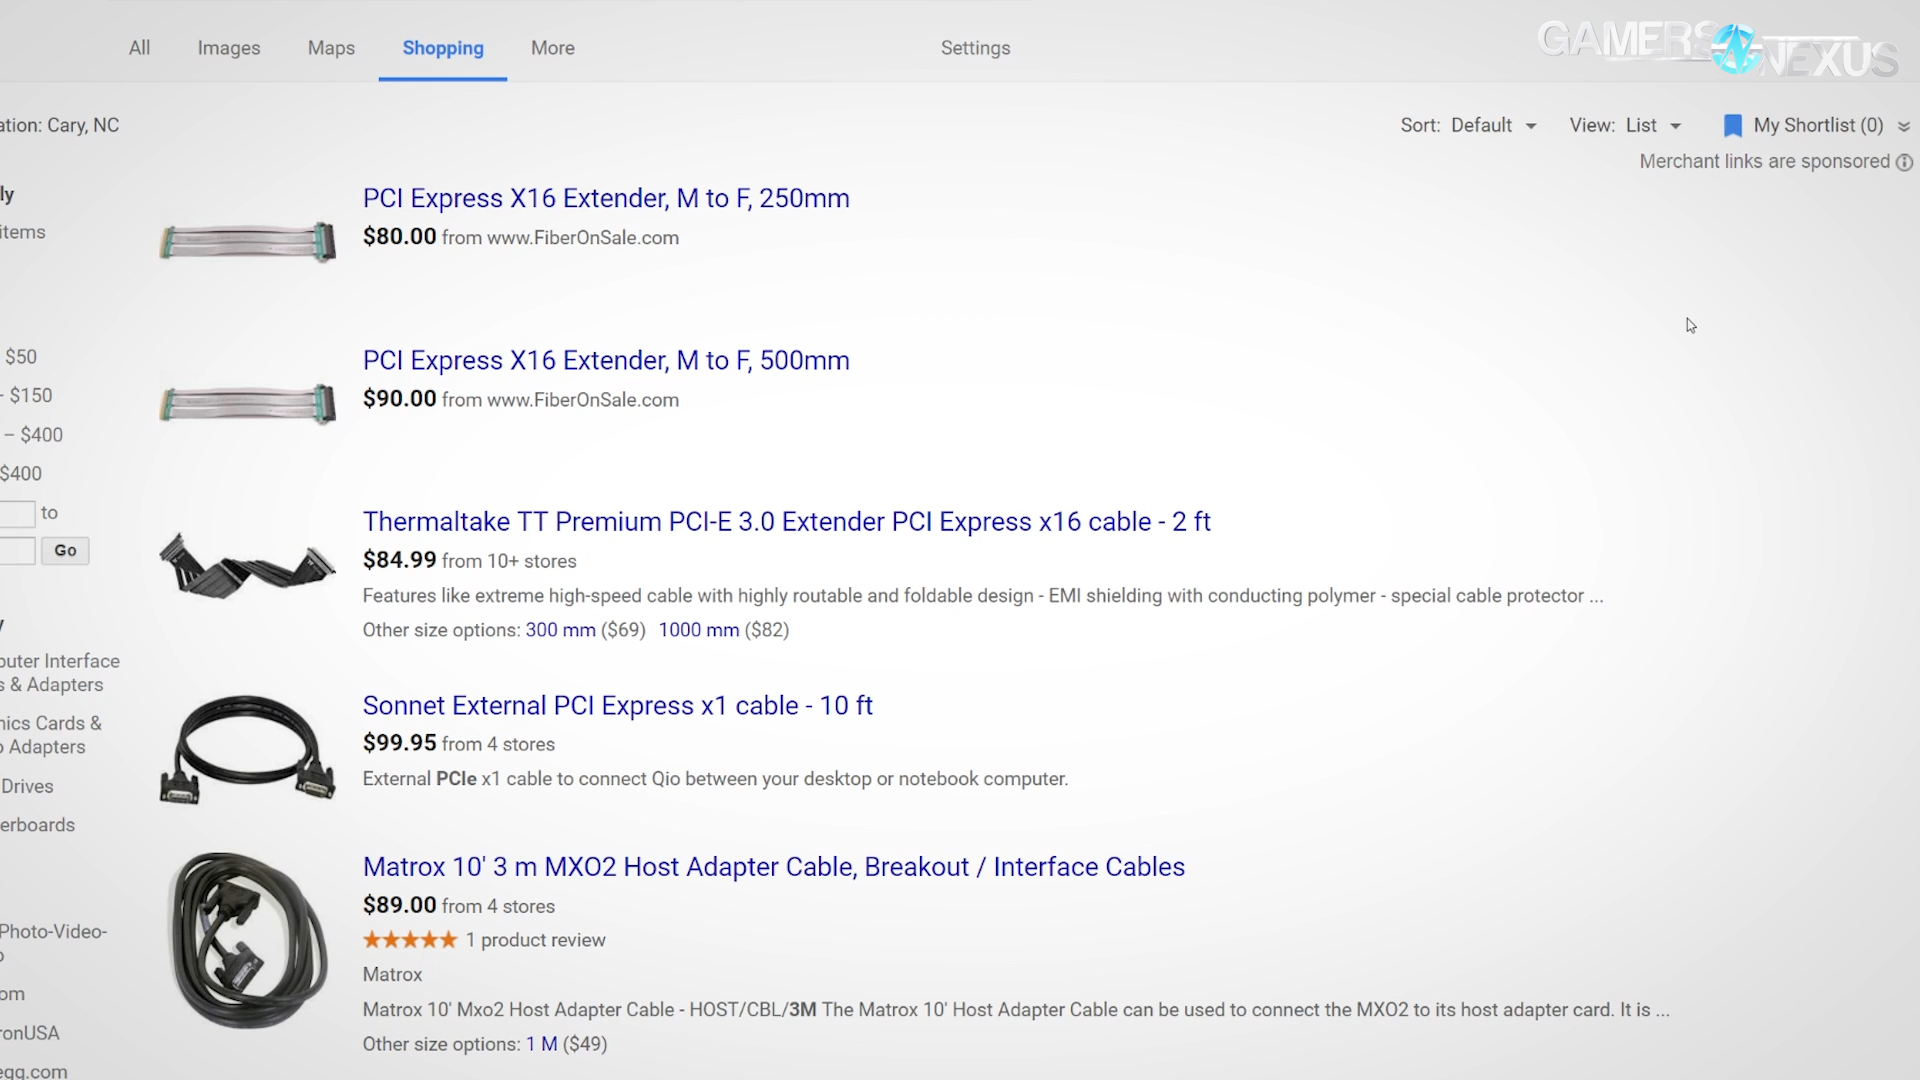 All Images Maps Shopping More Settings
GAMERS NEXUS
ation: Cary, NC
Sort: Default View: List My Shortlist (0)
Merchant links are sponsored
ly
items
$50
- $150
– $400
$400
to
Go
y
puter Interface
s & Adapters
hics Cards &
o Adapters
Drives
erboards
Photo-Video-
o
om
ronUSA
egg.com
PCI Express X16 Extender, M to F, 250mm
$80.00 from www.FiberOnSale.com
PCI Express X16 Extender, M to F, 500mm
$90.00 from www.FiberOnSale.com
Thermaltake TT Premium PCI-E 3.0 Extender PCI Express x16 cable - 2 ft
$84.99 from 10+ stores
Features like extreme high-speed cable with highly routable and foldable design - EMI shielding with conducting polymer - special cable protector ...
Other size options: 300 mm ($69) 1000 mm ($82)
Sonnet External PCI Express x1 cable - 10 ft
$99.95 from 4 stores
External PCIe x1 cable to connect Qio between your desktop or notebook computer.
Matrox 10' 3 m MXO2 Host Adapter Cable, Breakout / Interface Cables
$89.00 from 4 stores
1 product review
Matrox
Matrox 10' Mxo2 Host Adapter Cable - HOST/CBL/3M The Matrox 10' Host Adapter Cable can be used to connect the MXO2 to its host adapter card. It is ...
Other size options: 1 M ($49)